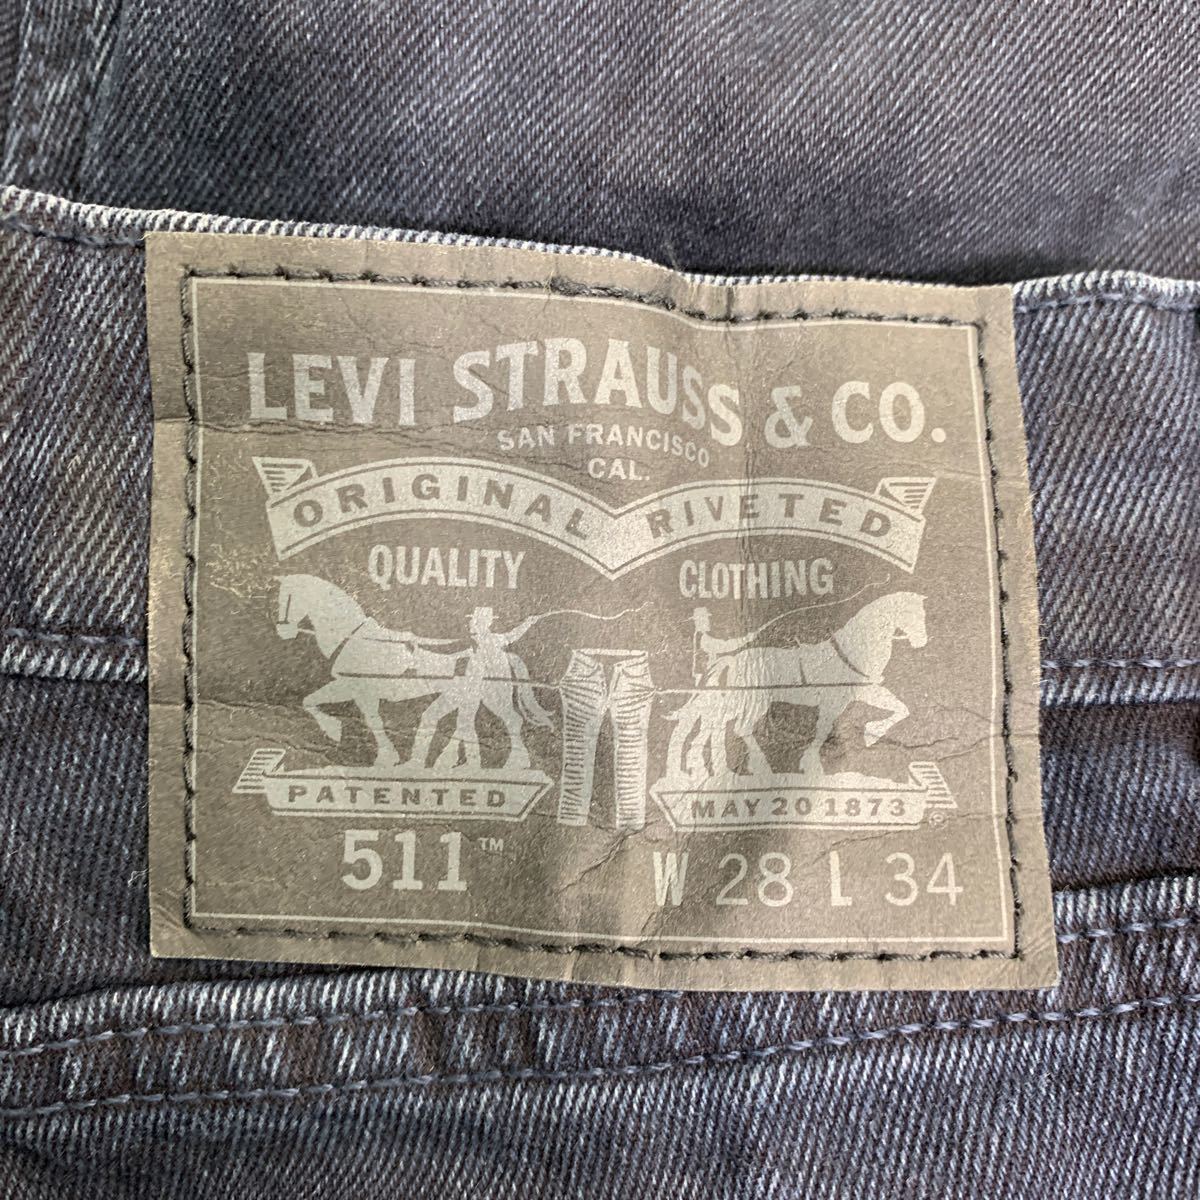 LEVI STRAUSS & CO.
SAN FRANCISCO
CAL.
ORIGINAL RIVETED
QUALITY CLOTHING
PATENTED MAY 20 1873 ®
511™ W 28 L 34